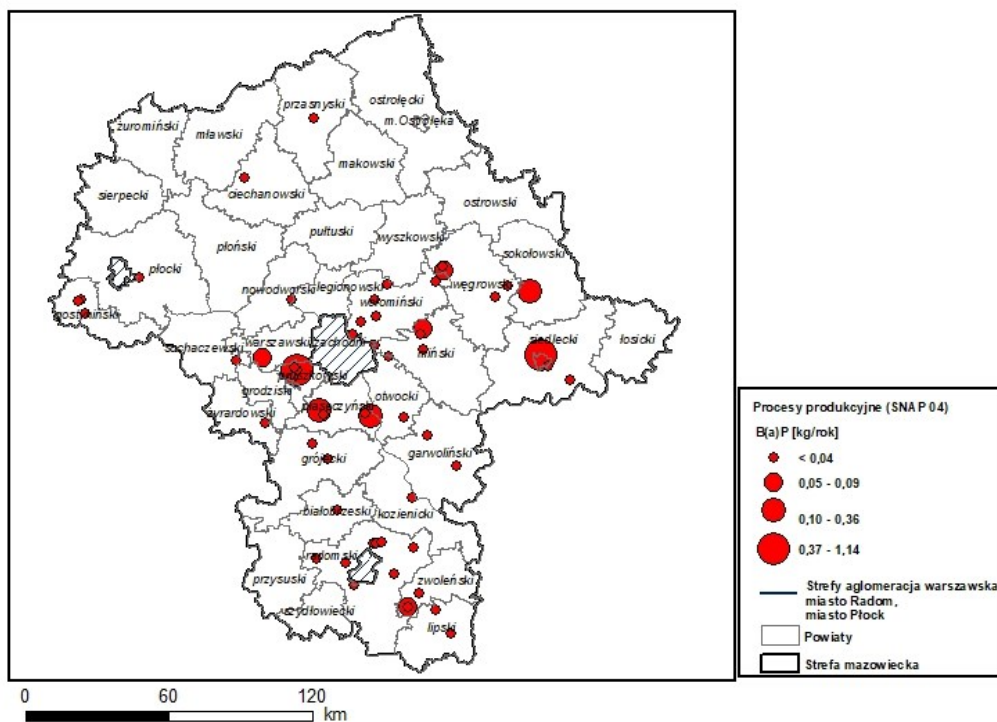 przasnyski
ostrołęcki
m.Ostrołęka
żuromiński
mławski
makowski
ciechanowski
sierpecki
ostrowski
pułtuski
płoński
wyszkowski
sokołowski
płocki
legionowski
węgrowski
nowodworski
wołomiński
gostyniński
siedlecki
łosicki
sochaczewski
warszawski zachodni
miński
pruszkowski
grodziski
otwocki
piaseczyński
żyrardowski
garwoliński
grójecki
białobrzeski
kozienicki
radomski
przysuski
zwoleński
szydłowiecki
lipski
Procesy produkcyjne (SNAP 04)
B(a)P [kg/rok]
< 0,04
0,05 - 0,09
0,10 - 0,36
0,37 - 1,14
Strefy aglomeracja warszawska,
miasto Radom,
miasto Płock
Powiaty
Strefa mazowiecka
0 60 120
km